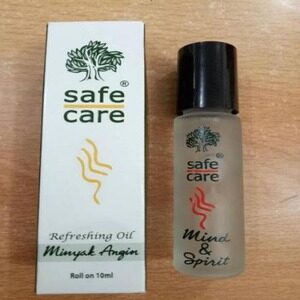 safe®
care
Refreshing Oil
Minyak Angin
Roll on 10ml
safe®
care
Mind
&
Spirit